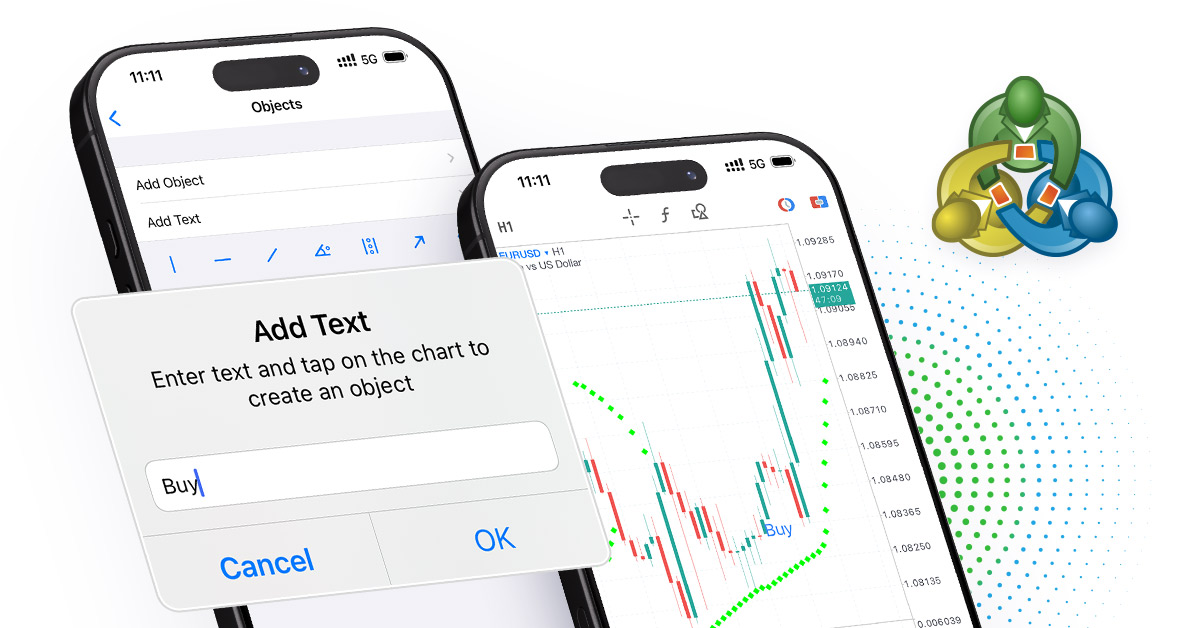 11:11
5G
Objects
Add Object
Add Text
Add Text
Enter text and tap on the chart to
create an object
Buy
Cancel
OK
11:11
5G
H1
f
EURUSD H1
vs US Dollar
1.09285
1.09170
1.09124
47:09
1.09055
1.08940
1.08825
1.08710
1.08595
1.08480
1.08365
1.08250
1.08135
0.006039
Buy